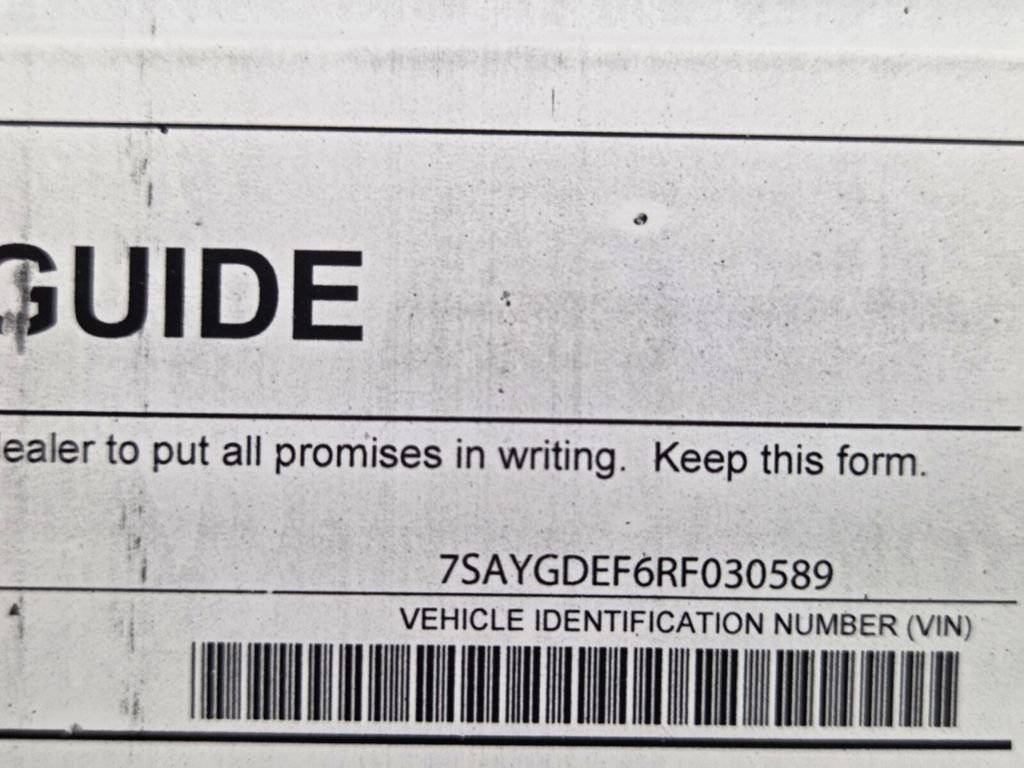 GUIDE
ealer to put all promises in writing. Keep this form.
7SAYGDEF6RF030589
VEHICLE IDENTIFICATION NUMBER (VIN)